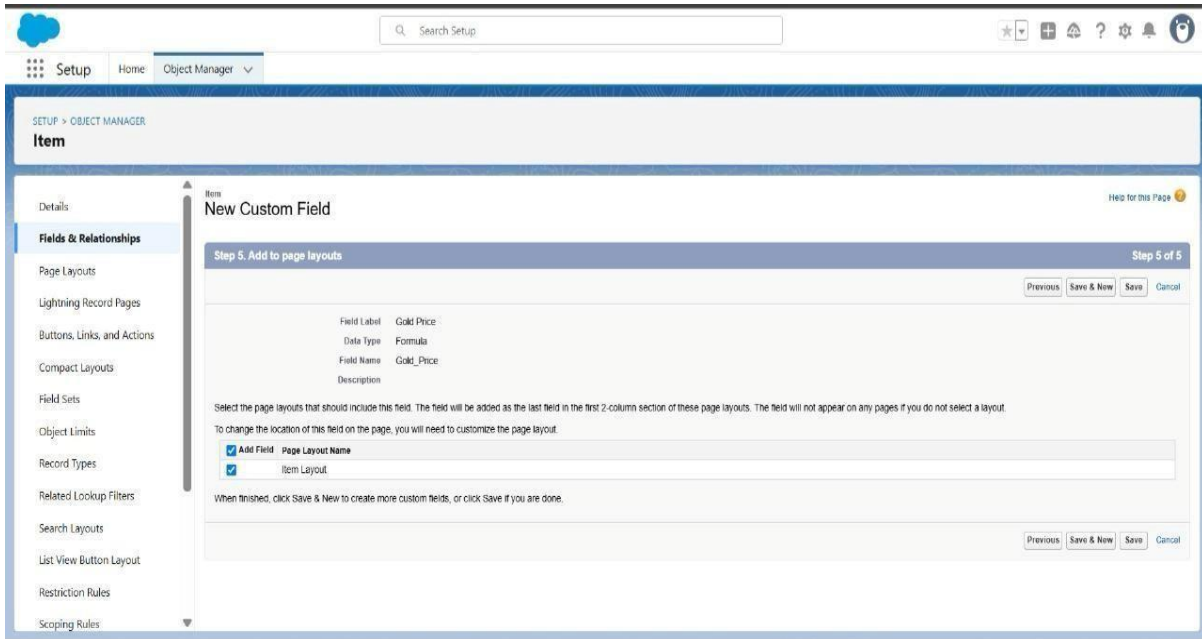 Search Setup
Setup Home Object Manager
SETUP > OBJECT MANAGER
Item
Details
Fields & Relationships
Page Layouts
Lightning Record Pages
Buttons, Links, and Actions
Compact Layouts
Field Sets
Object Limits
Record Types
Related Lookup Filters
Search Layouts
List View Button Layout
Restriction Rules
Scoping Rules
Item
New Custom Field
Help for this Page ?
Step 5. Add to page layouts Step 5 of 5
Previous Save & New Save Cancel
Field Label Gold Price
Data Type Formula
Field Name Gold_Price
Description
Select the page layouts that should include this field. The field will be added as the last field in the first 2-column section of these page layouts. The field will not appear on any pages if you do not select a layout.
To change the location of this field on the page, you will need to customize the page layout.
Add Field Page Layout Name
Item Layout
When finished, click Save & New to create more custom fields, or click Save if you are done.
Previous Save & New Save Cancel